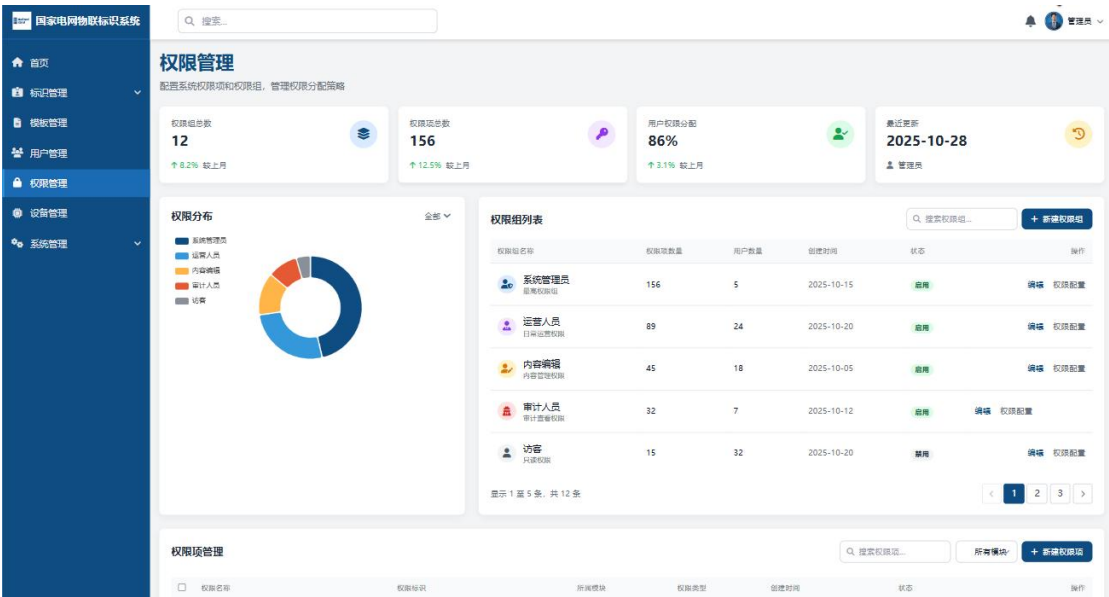 国家电网物联标识系统
搜索...
管理员
首页
标识管理
模板管理
用户管理
权限管理
设备管理
系统管理
权限管理
配置系统权限项和权限组，管理权限分配策略
权限组总数
12
↑ 8.2% 较上月
权限项总数
156
↑ 12.5% 较上月
用户权限分配
86%
↑ 3.1% 较上月
最近更新
2025-10-28
管理员
权限分布
全部
系统管理员
运营人员
内容编辑
审计人员
访客
权限组列表
搜索权限组...
+ 新建权限组
权限组名称 权限项数量 用户数量 创建时间 状态 操作
系统管理员 156 5 2025-10-15 启用 编辑 权限配置
最高权限组
运营人员 89 24 2025-10-20 启用 编辑 权限配置
日常运营权限
内容编辑 45 18 2025-10-05 启用 编辑 权限配置
内容管理权限
审计人员 32 7 2025-10-12 启用 编辑 权限配置
审计查看权限
访客 15 32 2025-10-20 禁用 编辑 权限配置
只读权限
显示 1 至 5 条，共 12 条
< 1 2 3 >
权限项管理
搜索权限项...
所有模块
+ 新建权限项
权限名称 权限标识 所属模块 权限类型 创建时间 状态 操作